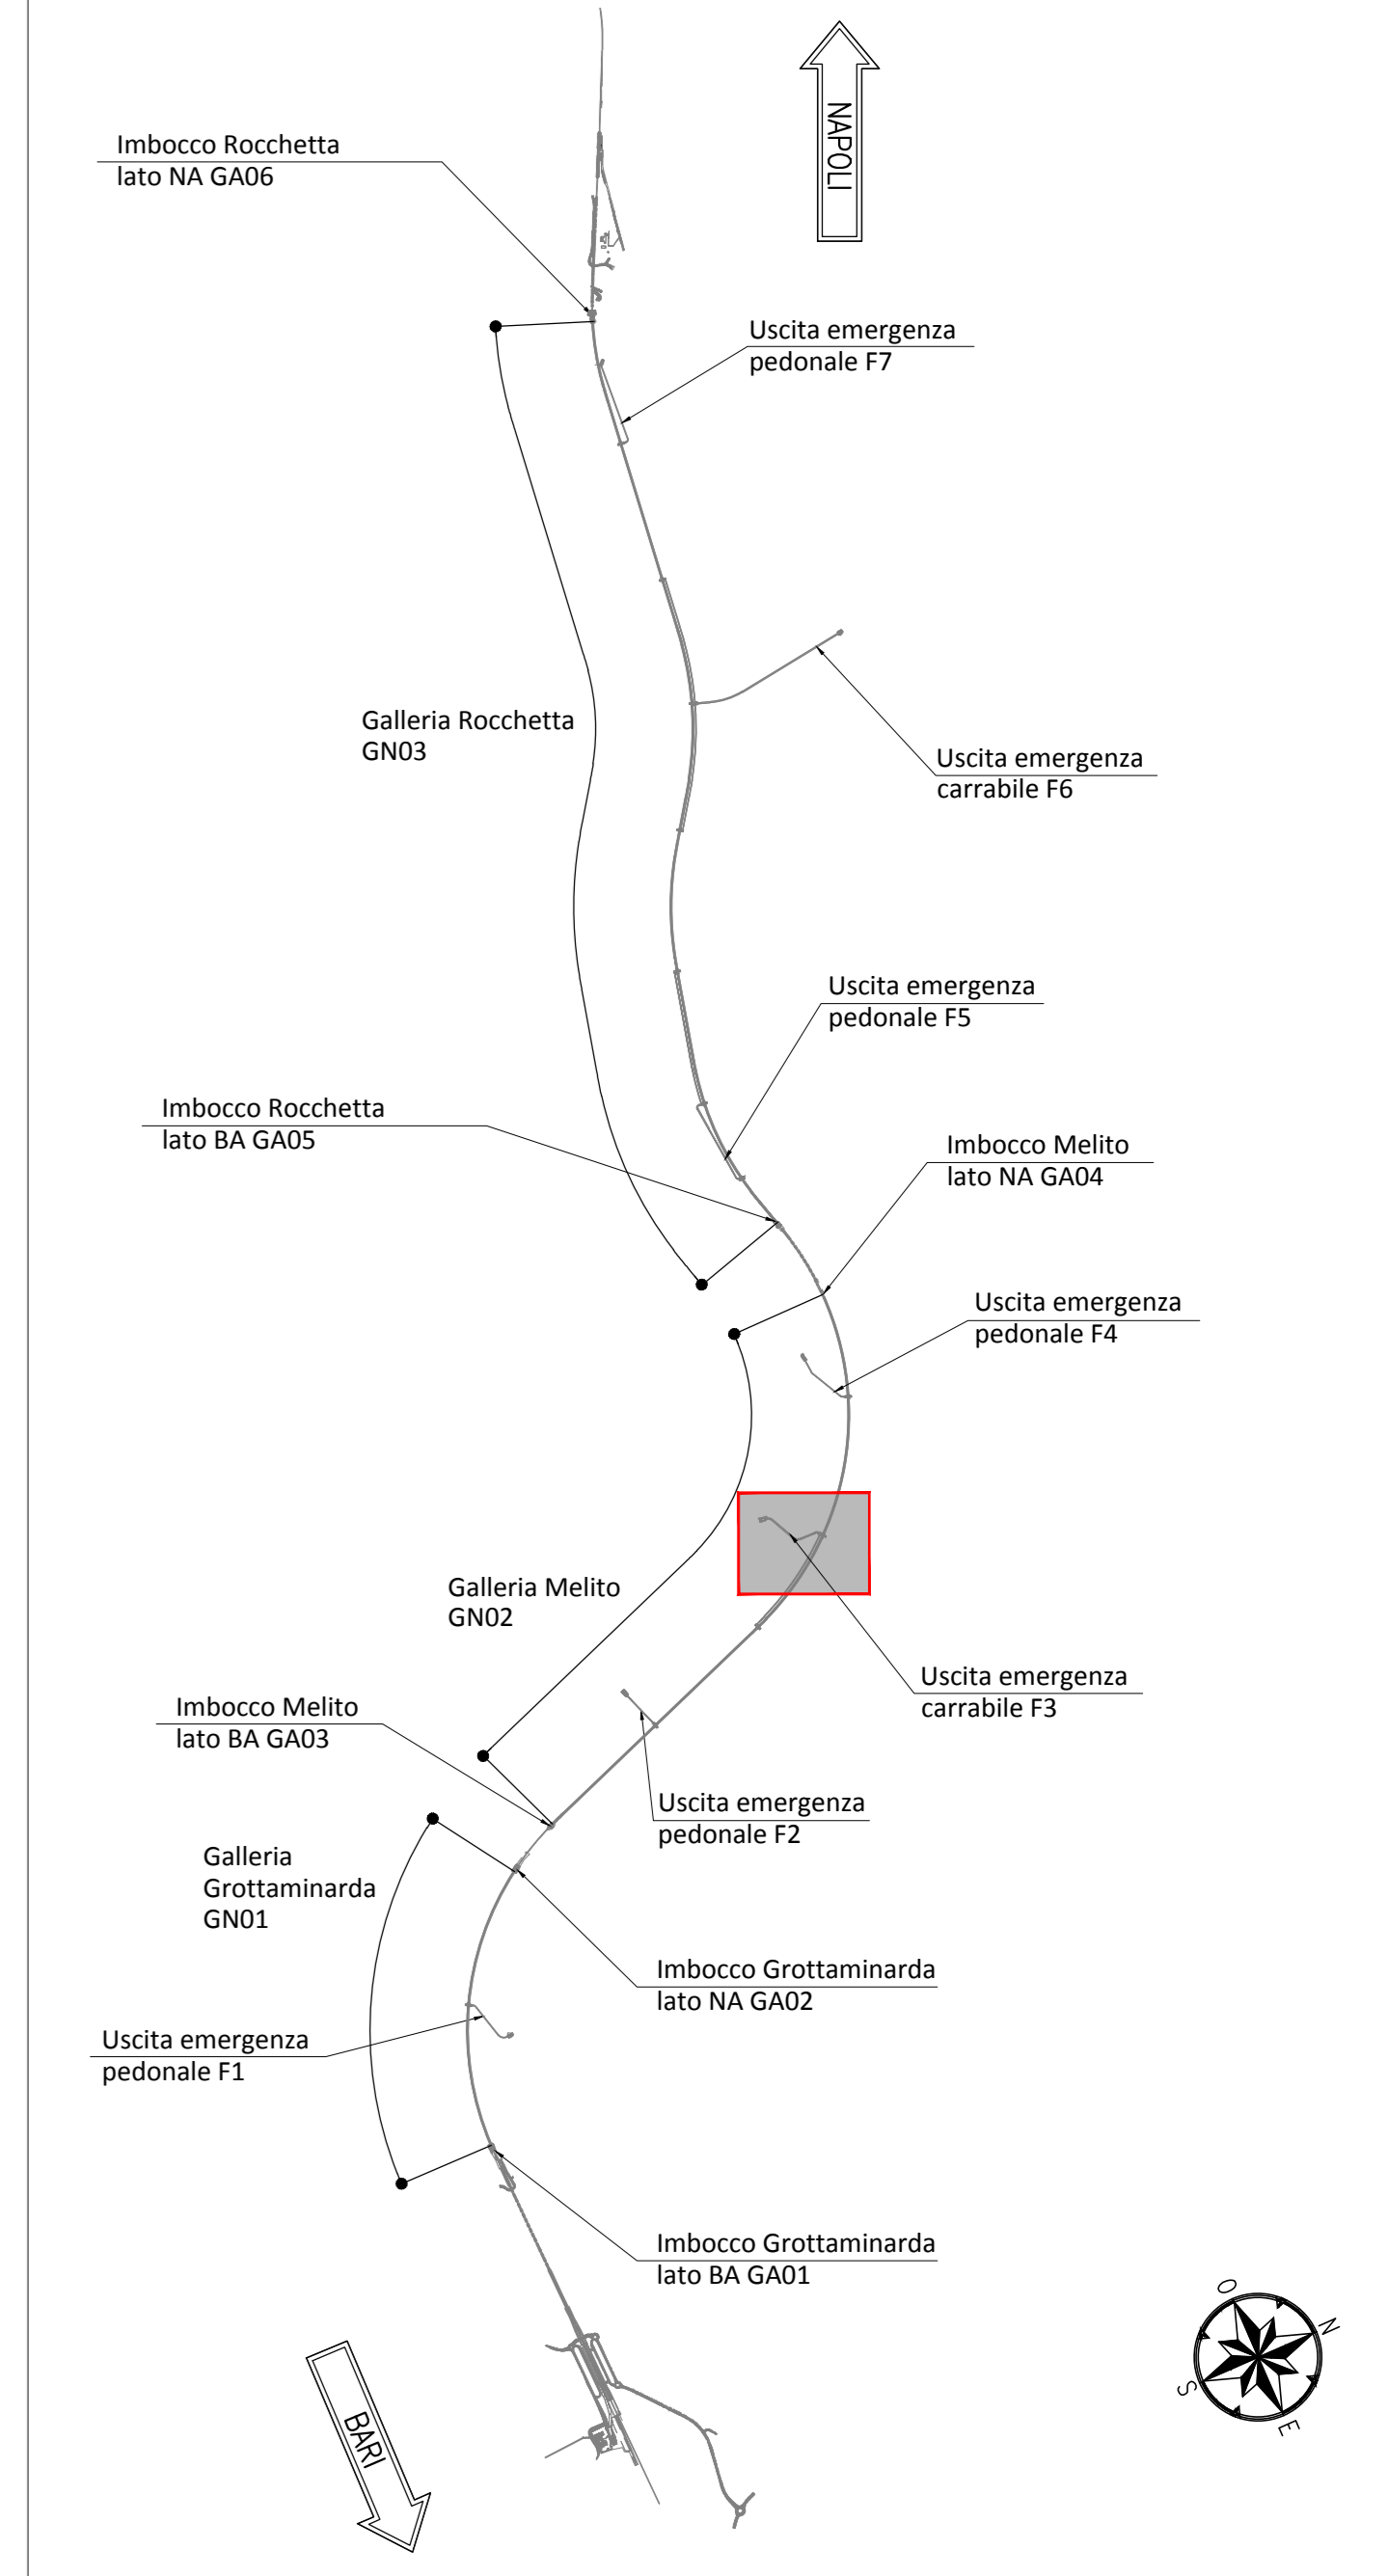 NAPOLI
Imbocco Rocchetta
lato NA GA06
Uscita emergenza
pedonale F7
Galleria Rocchetta
GN03
Uscita emergenza
carrabile F6
Uscita emergenza
pedonale F5
Imbocco Rocchetta
lato BA GA05
Imbocco Melito
lato NA GA04
Uscita emergenza
pedonale F4
Galleria Melito
GN02
Uscita emergenza
carrabile F3
Imbocco Melito
lato BA GA03
Uscita emergenza
pedonale F2
Galleria
Grottaminarda
GN01
Imbocco Grottaminarda
lato NA GA02
Uscita emergenza
pedonale F1
Imbocco Grottaminarda
lato BA GA01
BARI
O
N
S
E